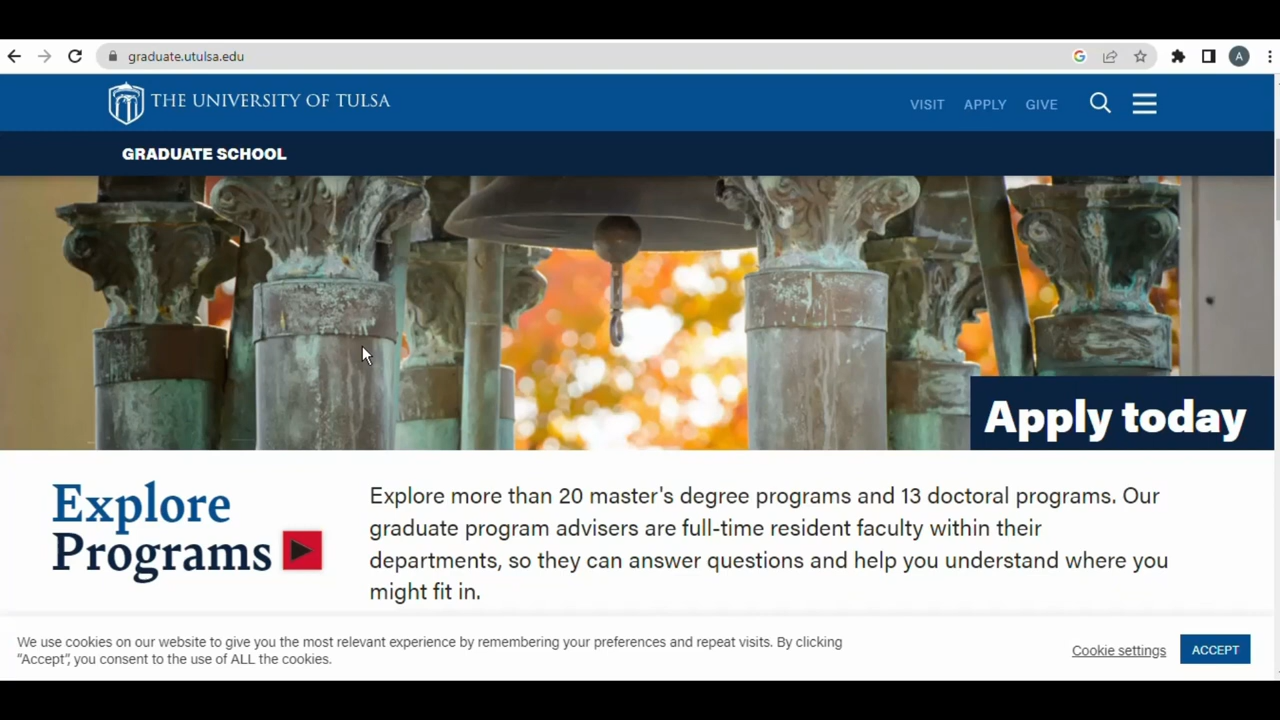 graduate.utulsa.edu
A
THE UNIVERSITY OF TULSA
VISIT APPLY GIVE
GRADUATE SCHOOL
Apply today
Explore
Programs
Explore more than 20 master's degree programs and 13 doctoral programs. Our
graduate program advisers are full-time resident faculty within their
departments, so they can answer questions and help you understand where you
might fit in.
We use cookies on our website to give you the most relevant experience by remembering your preferences and repeat visits. By clicking
“Accept”, you consent to the use of ALL the cookies.
Cookie settings
ACCEPT